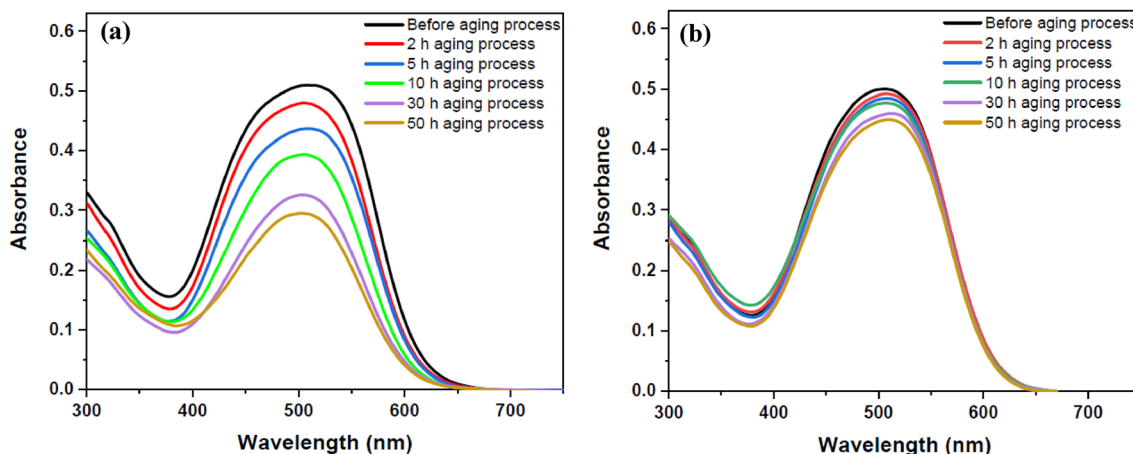 (a)
Before aging process
2 h aging process
5 h aging process
10 h aging process
30 h aging process
50 h aging process
0.6
0.5
0.4
0.3
0.2
0.1
0.0
Absorbance
300 400 500 600 700
Wavelength (nm)
(b)
Before aging process
2 h aging process
5 h aging process
10 h aging process
30 h aging process
50 h aging process
0.6
0.5
0.4
0.3
0.2
0.1
0.0
Absorbance
300 400 500 600 700
Wavelength (nm)